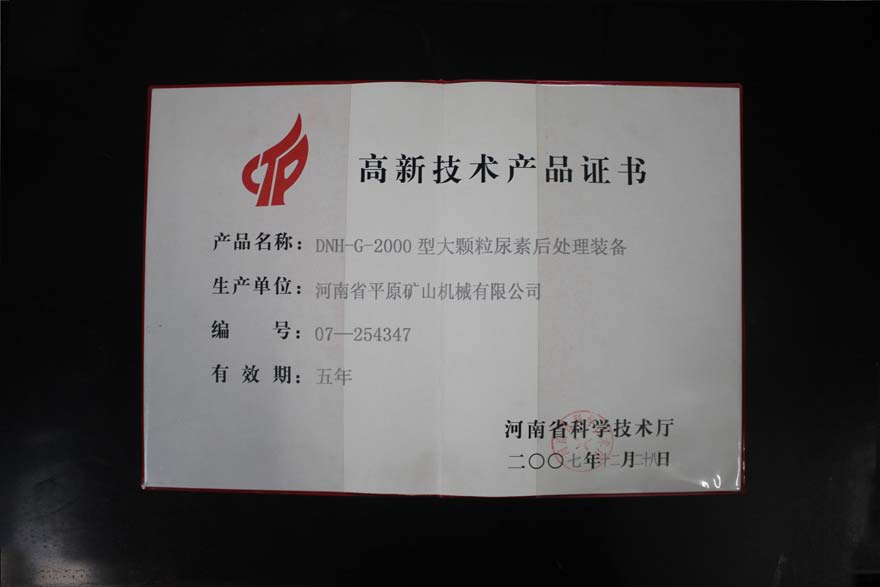 CTP
高新技术产品证书
产品名称：DNH-G-2000型大颗粒尿素后处理装备
生产单位：河南省平原矿山机械有限公司
编 号：07—254347
有 效 期：五年
河南省科学技术厅
二〇〇七年十二月二十八日